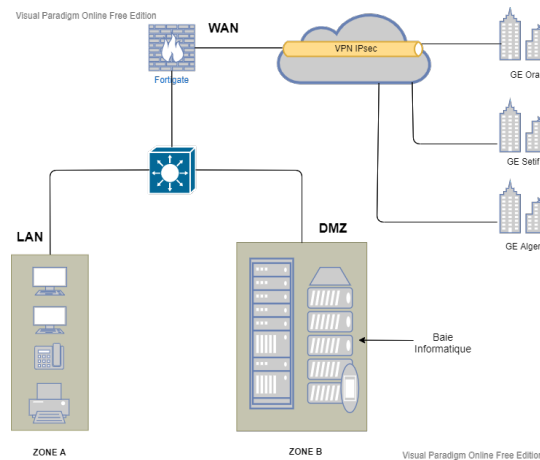 Visual Paradigm Online Free Edition
WAN
VPN IPsec
Fortigate
GE Ora
GE Setif
GE Alger
LAN
DMZ
Baie
Informatique
ZONE A
ZONE B
Visual Paradigm Online Free Edition